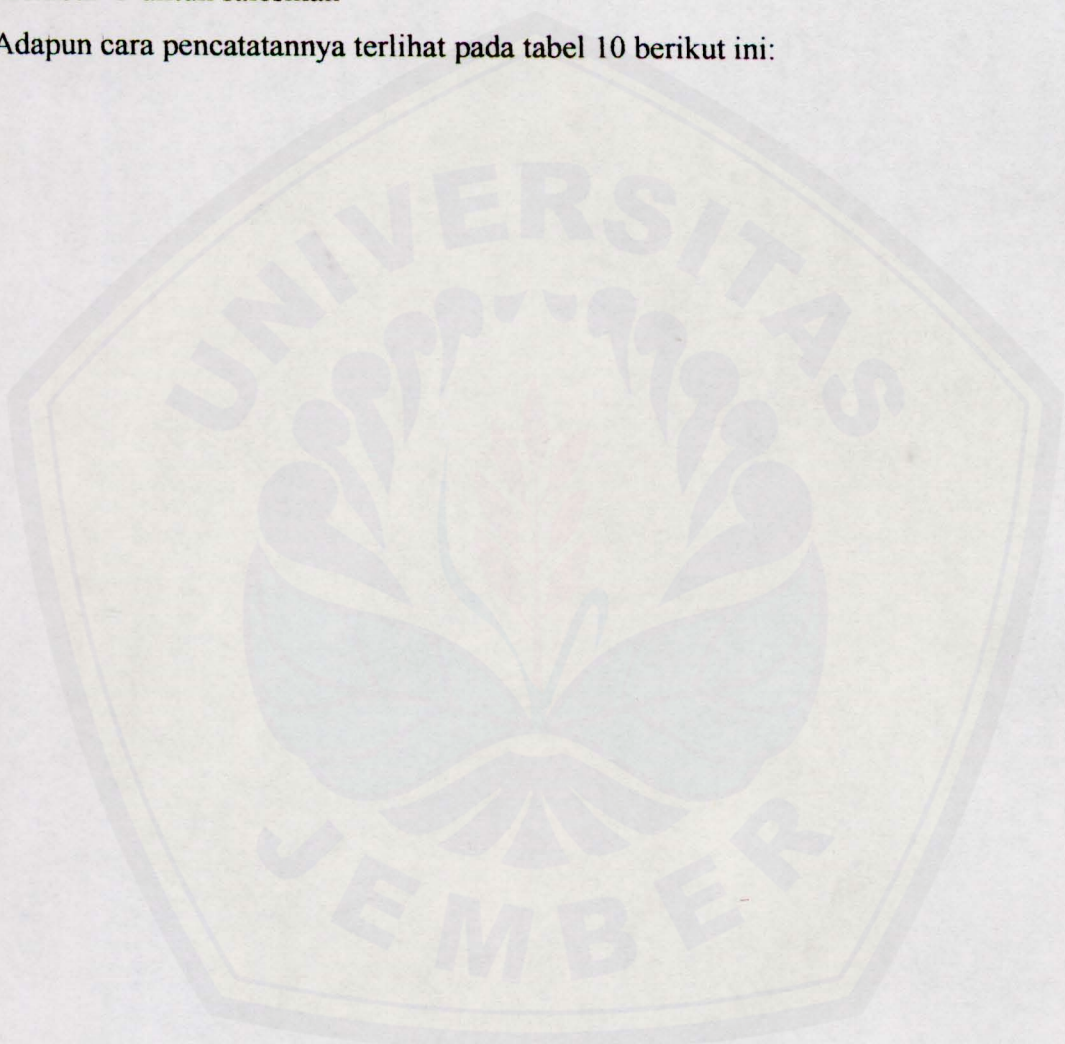 Adapun cara pencatatannya terlihat pada tabel 10 berikut ini:
UNIVERSITAS
JEMBER